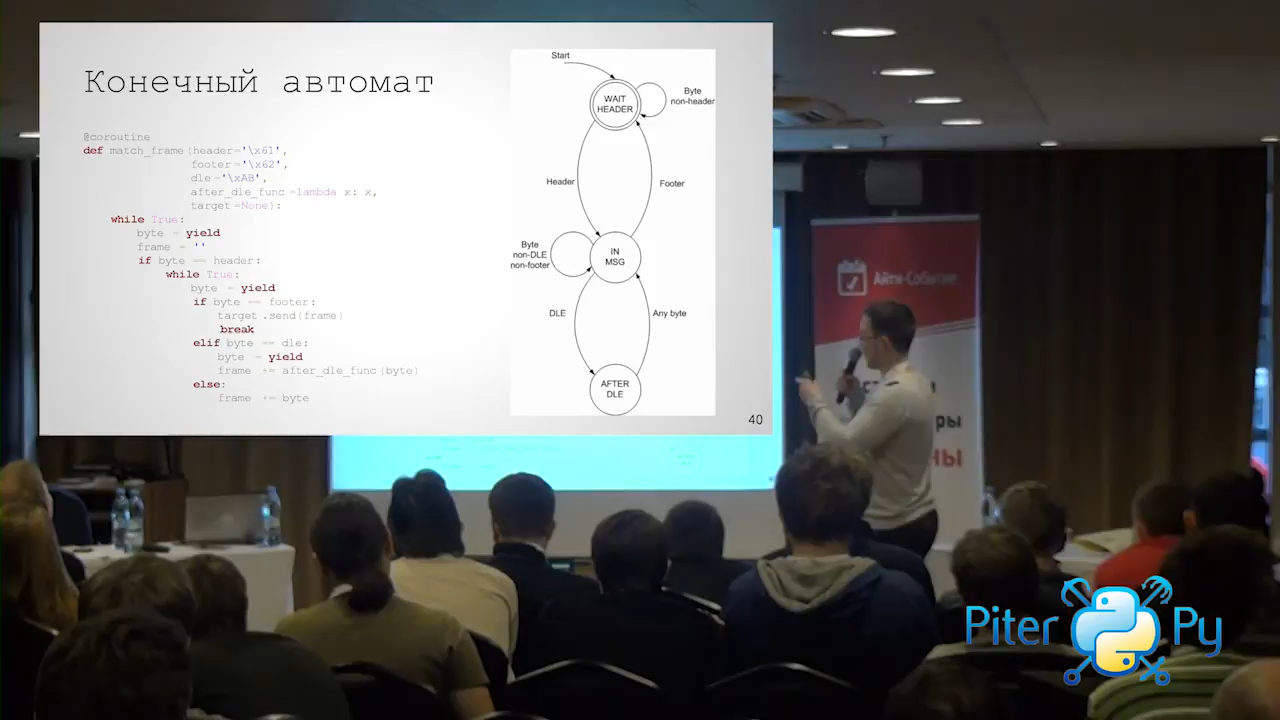 Конечный автомат
@coroutine
def match_frame(header='\x61',
footer='\x62',
dle='\xAB',
after_dle_func=lambda x: x,
target=None):
while True:
byte = yield
frame = ''
if byte == header:
while True:
byte = yield
if byte == footer:
target.send(frame)
break
elif byte == dle:
byte = yield
frame += after_dle_func(byte)
else:
frame += byte
Start
WAIT
HEADER
Byte
non-header
Header
Footer
Byte
non-DLE
non-footer
IN
MSG
DLE
Any byte
AFTER
DLE
40
Айти-Событие
ры
ны
Piter Py